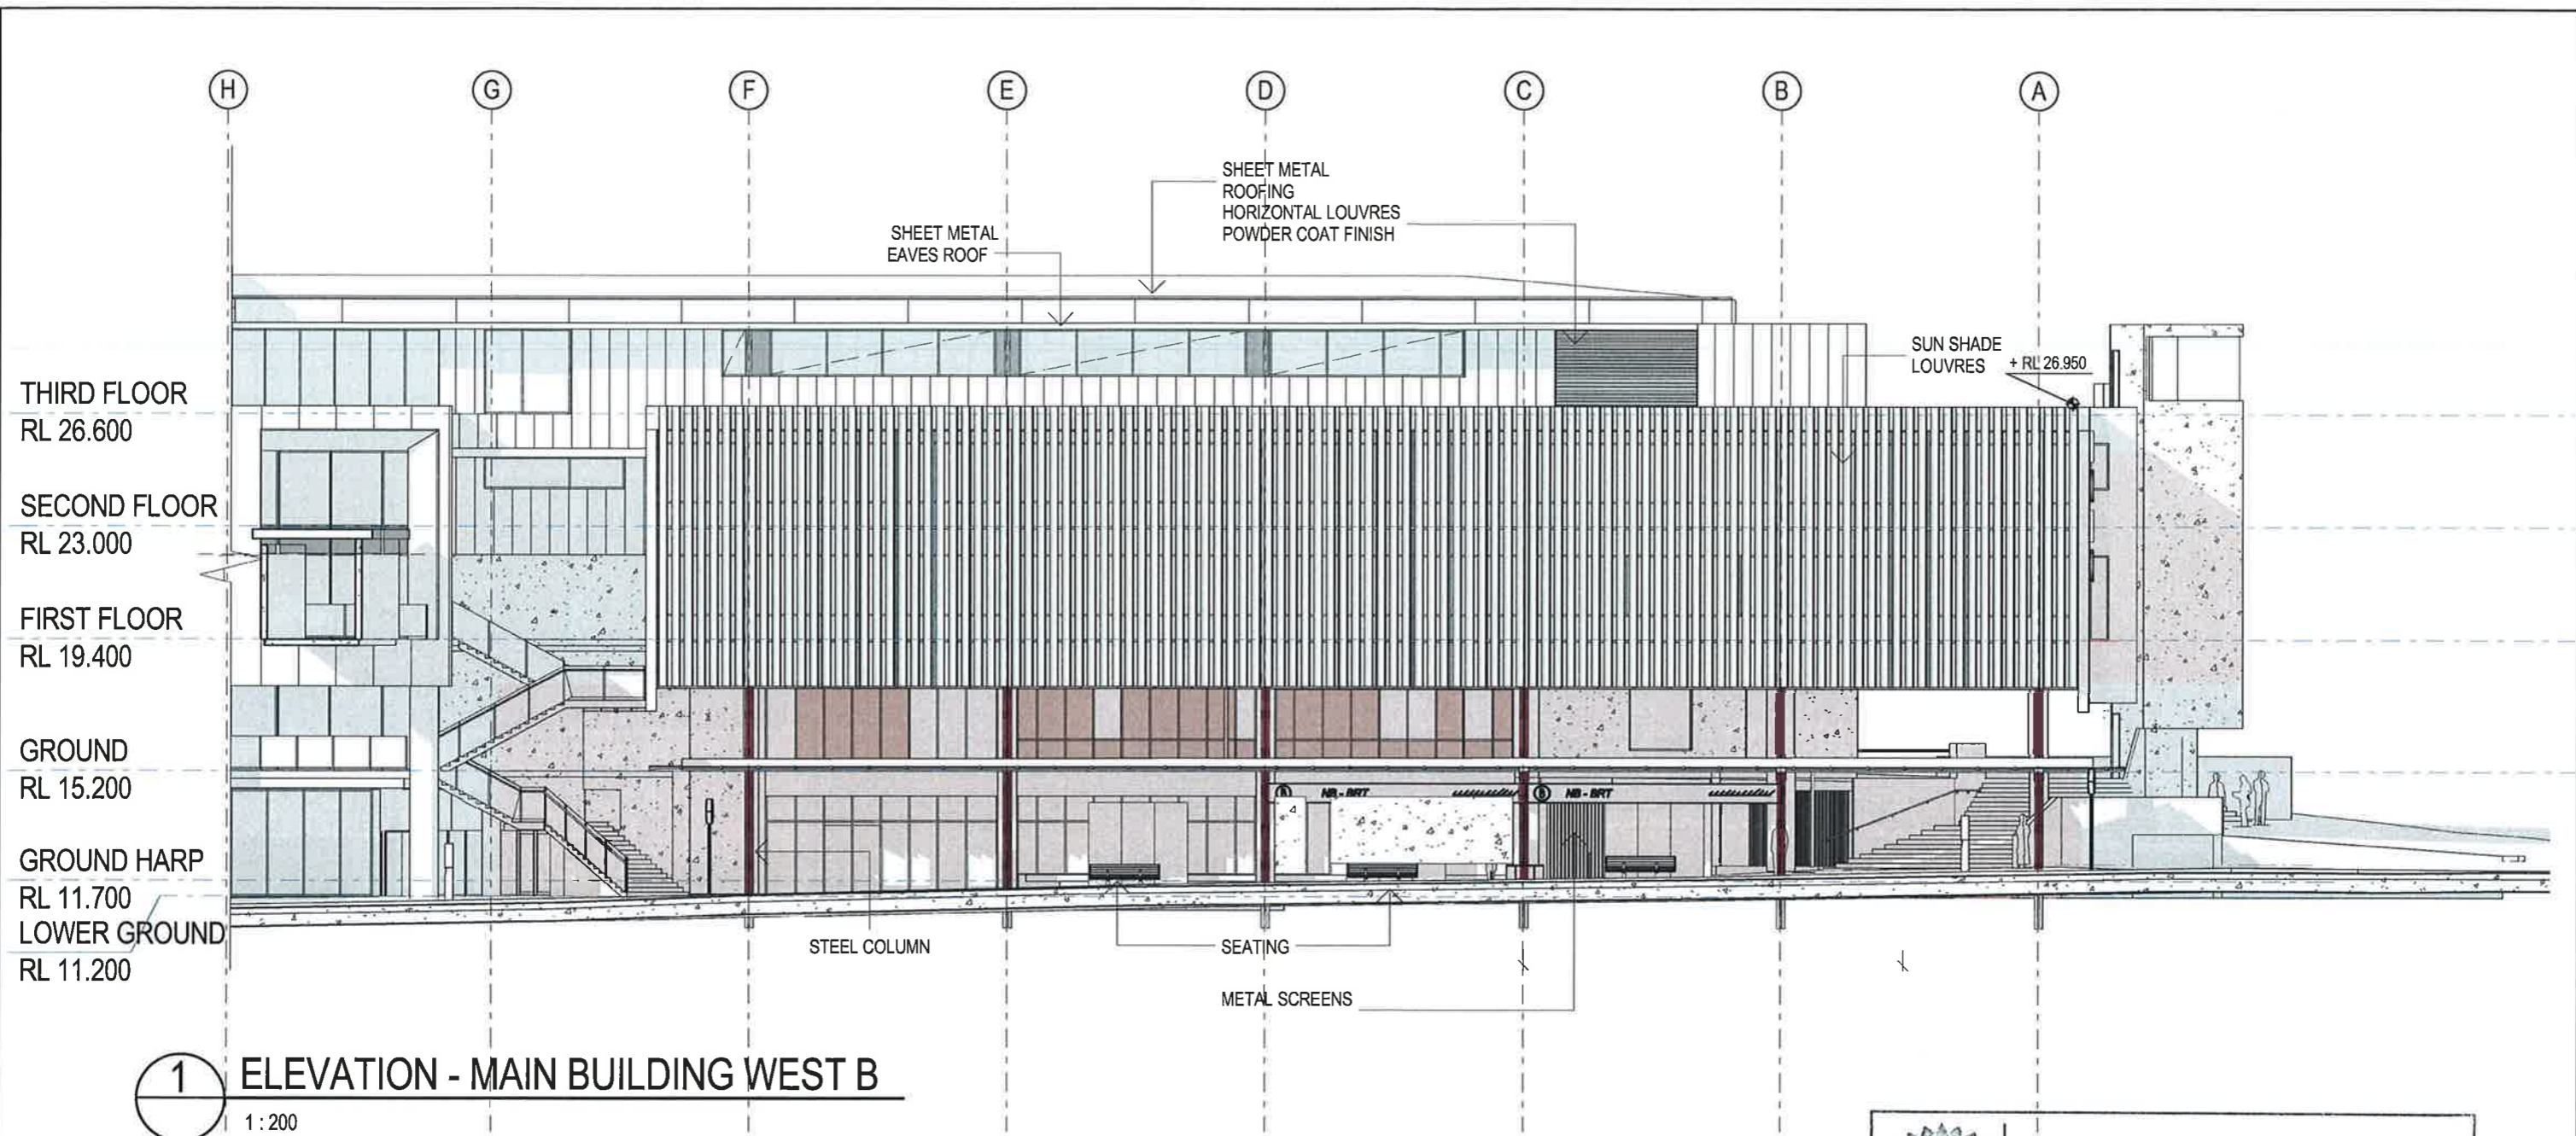 H
G
F
E
D
C
B
A
SHEET METAL
ROOFING
HORIZONTAL LOUVRES
POWDER COAT FINISH
SHEET METAL
EAVES ROOF
SUN SHADE
LOUVRES
+ RL 26.950
THIRD FLOOR
RL 26.600
SECOND FLOOR
RL 23.000
FIRST FLOOR
RL 19.400
GROUND
RL 15.200
B NB - BRT
B NB - BRT
GROUND HARP
RL 11.700
LOWER GROUND
RL 11.200
STEEL COLUMN
SEATING
METAL SCREENS
1 ELEVATION - MAIN BUILDING WEST B
1 : 200